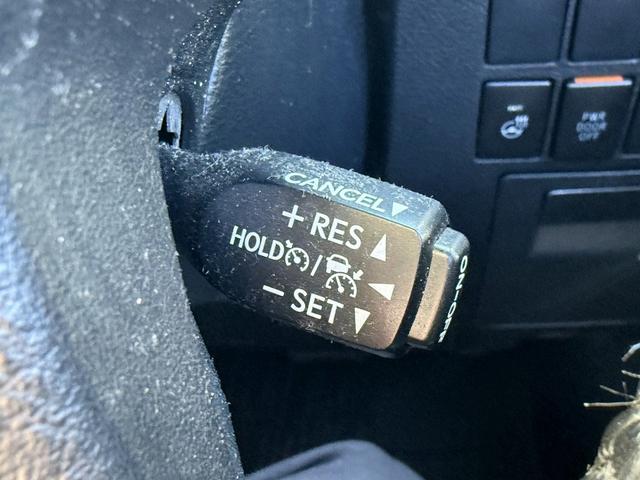 CANCEL
+ RES
HOLD /
− SET
ON-OFF
PWR
DOOR
OFF